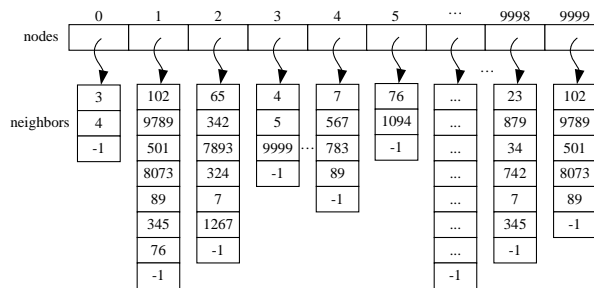 0 1 2 3 4 5 ... 9998 9999
nodes
...
3 102 65 4 7 76 ... 23 102
neighbors 4 9789 342 5 567 1094 ... 879 9789
-1 501 7893 9999 ... 783 -1 ... 34 501
8073 324 -1 89 ... 742 8073
89 7 -1 ... 7 89
345 1267 ... 345 -1
76 -1 ... -1
-1 -1